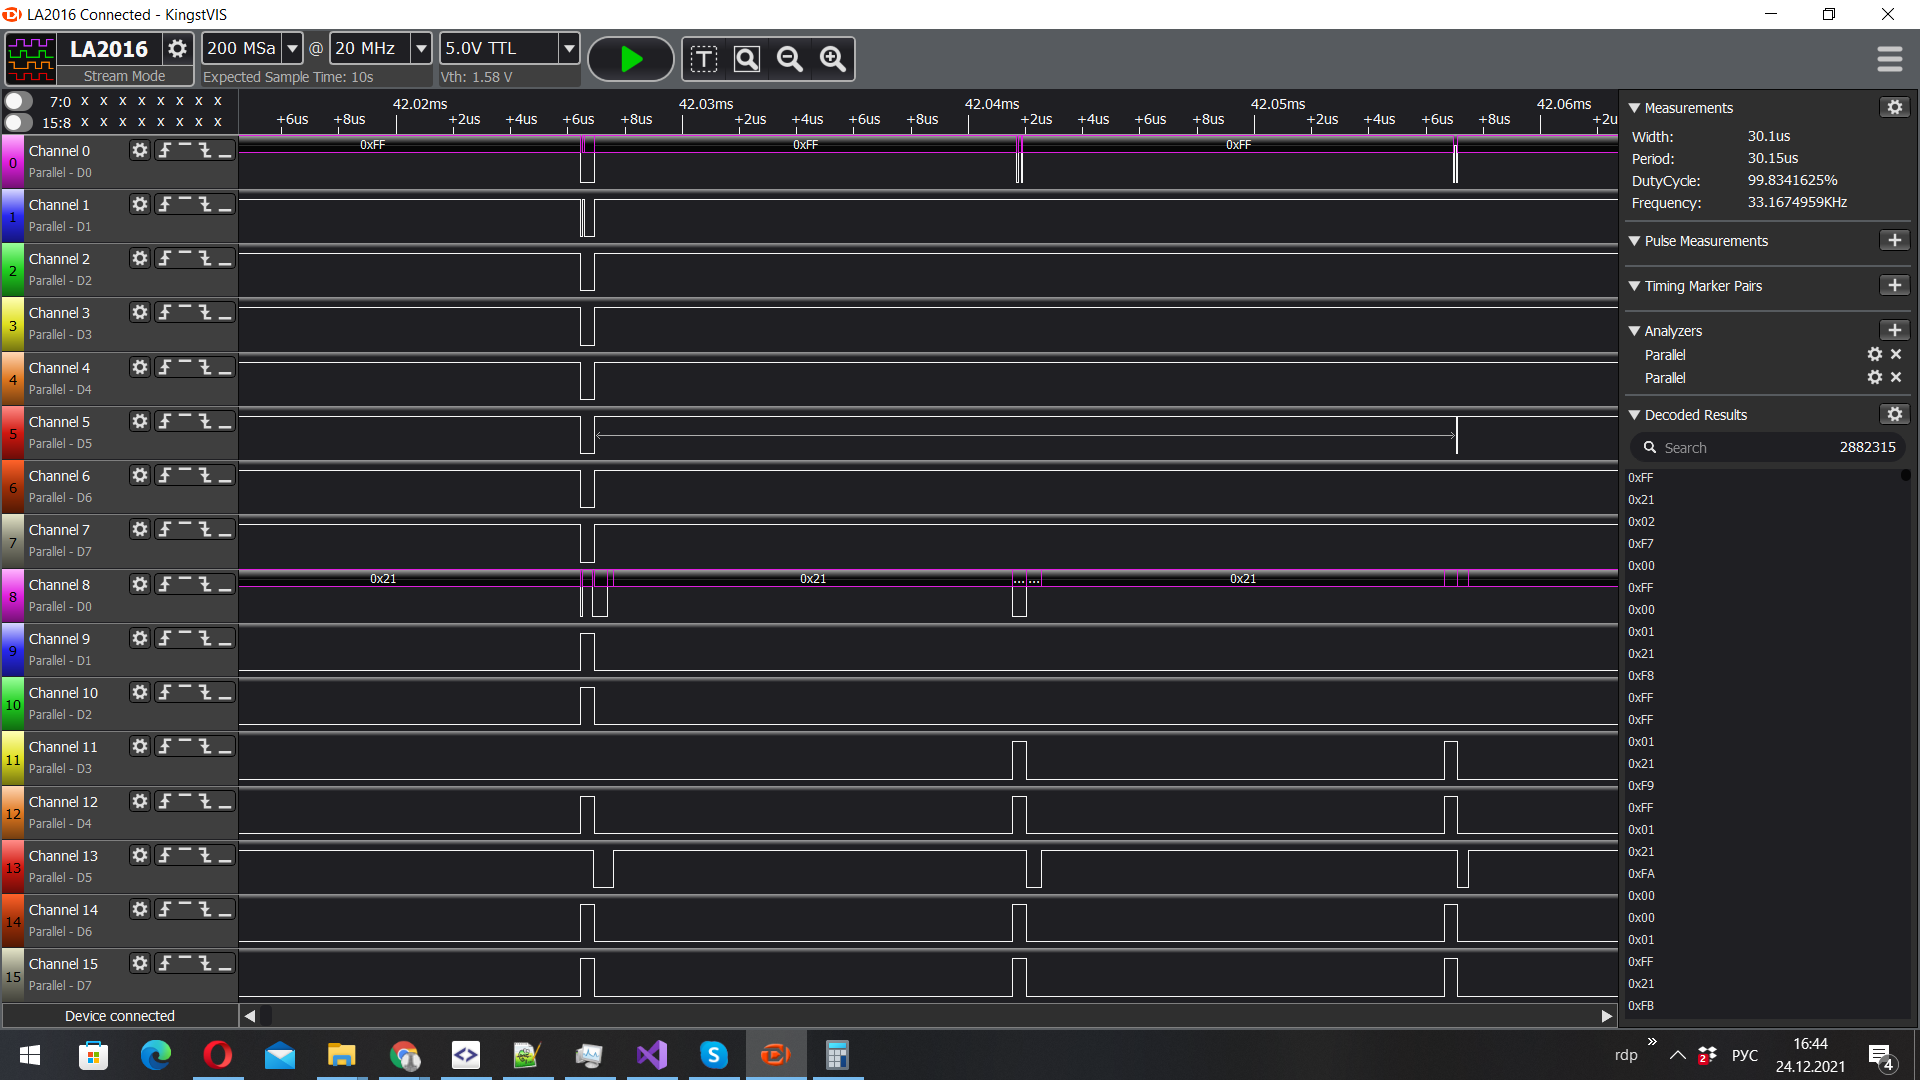 LA2016 Connected - KingstVIS
LA2016
Stream Mode
200 MSa
@
20 MHz
5.0V TTL
Expected Sample Time: 10s
Vth: 1.58 V
T
7:0 X X X X X X X X
15:8 X X X X X X X X
42.02ms 42.03ms 42.04ms 42.05ms 42.06ms
+6us +8us +2us +4us +6us +8us +2us +4us +6us +8us +2us +4us +6us +8us +2us +4us +6us +8us +2u
0 Channel 0
Parallel - D0
0xFF 0xFF 0xFF
1 Channel 1
Parallel - D1
2 Channel 2
Parallel - D2
3 Channel 3
Parallel - D3
4 Channel 4
Parallel - D4
5 Channel 5
Parallel - D5
6 Channel 6
Parallel - D6
7 Channel 7
Parallel - D7
8 Channel 8
Parallel - D0
0x21 0x21 ... ... 0x21
9 Channel 9
Parallel - D1
10 Channel 10
Parallel - D2
11 Channel 11
Parallel - D3
12 Channel 12
Parallel - D4
13 Channel 13
Parallel - D5
14 Channel 14
Parallel - D6
15 Channel 15
Parallel - D7
Device connected
Measurements
Width: 30.1us
Period: 30.15us
DutyCycle: 99.8341625%
Frequency: 33.1674959KHz
Pulse Measurements
Timing Marker Pairs
Analyzers
Parallel
Parallel
Decoded Results
Search 2882315
0xFF
0x21
0x02
0xF7
0x00
0xFF
0x00
0x01
0x21
0xF8
0xFF
0xFF
0x01
0x21
0xF9
0xFF
0x01
0x21
0xFA
0x00
0x00
0x01
0xFF
0x21
0xFB
rdp
2
РУС
16:44
24.12.2021
4